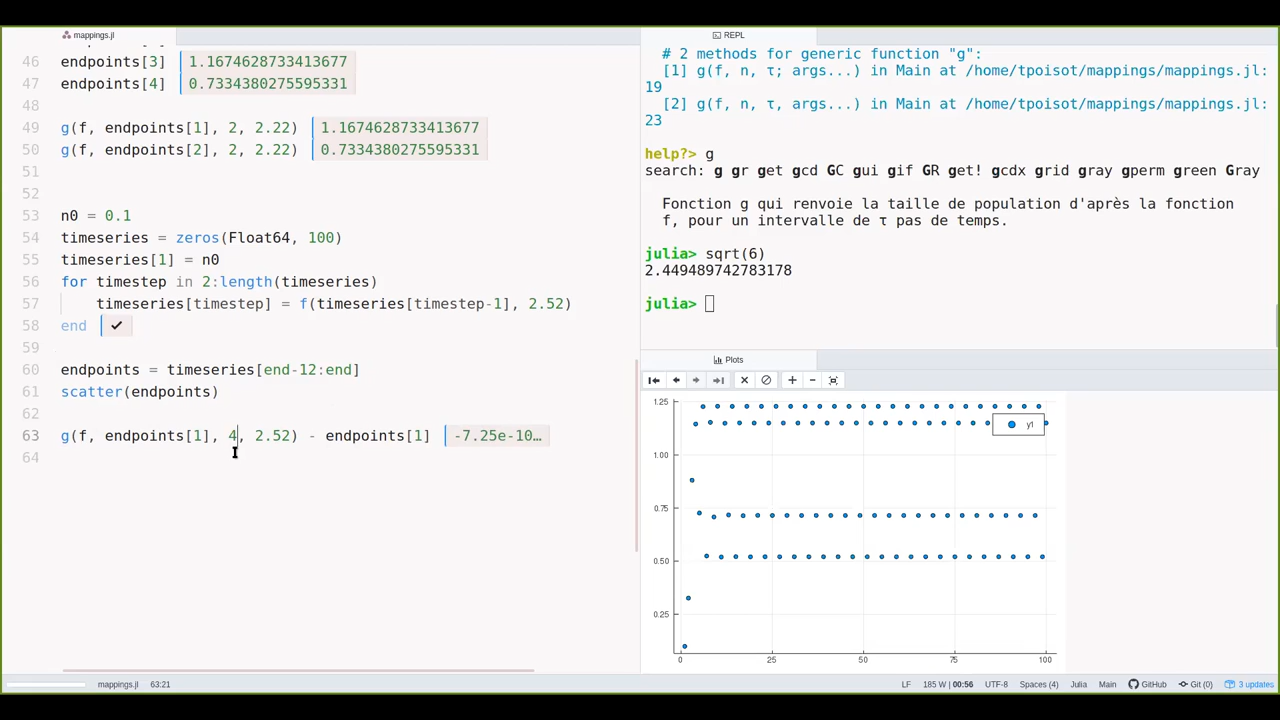 mappings.jl
46 endpoints[3] 1.1674628733413677
47 endpoints[4] 0.7334380275595331
48
49 g(f, endpoints[1], 2, 2.22) 1.1674628733413677
50 g(f, endpoints[2], 2, 2.22) 0.7334380275595331
51
52
53 n0 = 0.1
54 timeseries = zeros(Float64, 100)
55 timeseries[1] = n0
56 for timestep in 2:length(timeseries)
57 timeseries[timestep] = f(timeseries[timestep-1], 2.52)
58 end ✓
59
60 endpoints = timeseries[end-12:end]
61 scatter(endpoints)
62
63 g(f, endpoints[1], 4, 2.52) - endpoints[1] -7.25e-10…
64
REPL
# 2 methods for generic function "g":
[1] g(f, n, τ; args...) in Main at /home/tpoisot/mappings/mappings.jl:
19
[2] g(f, n, τ, args...) in Main at /home/tpoisot/mappings/mappings.jl:
23
help?> g
search: g gr get gcd GC gui gif GR get! gcdx grid gray gperm green Gray
Fonction g qui renvoie la taille de population d'après la fonction
f, pour un intervalle de τ pas de temps.
julia> sqrt(6)
2.449489742783178
julia>
Plots
1.25
1.00
0.75
0.50
0.25
0 25 50 75 100
y1
mappings.jl 63:21
LF 185 W | 00:56 UTF-8 Spaces (4) Julia Main GitHub Git (0) 3 updates